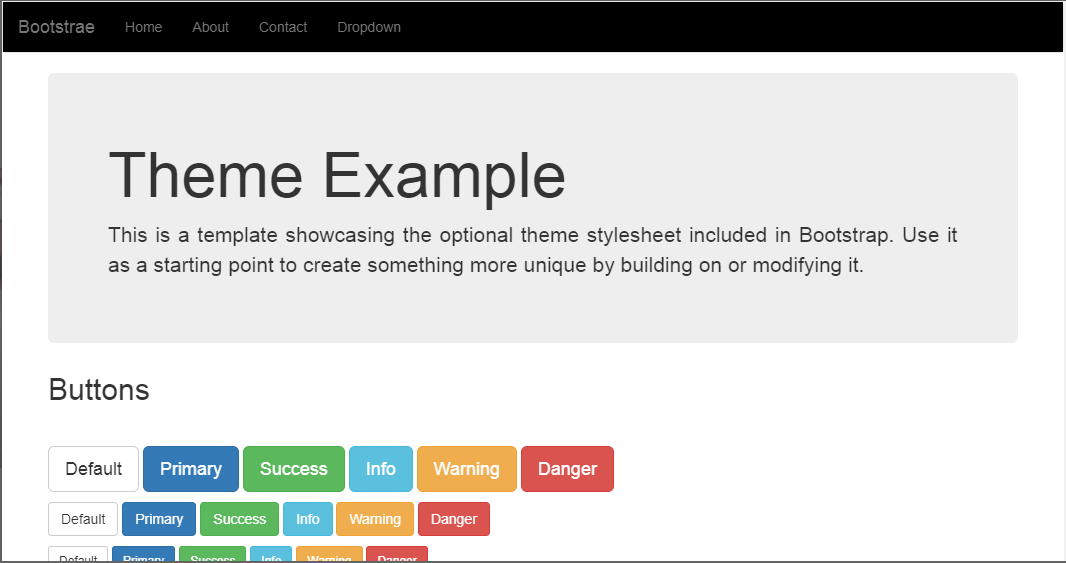 Bootstrae Home About Contact Dropdown
Theme Example
This is a template showcasing the optional theme stylesheet included in Bootstrap. Use it
as a starting point to create something more unique by building on or modifying it.
Buttons
Default Primary Success Info Warning Danger
Default Primary Success Info Warning Danger
Default Primary Success Info Warning Danger